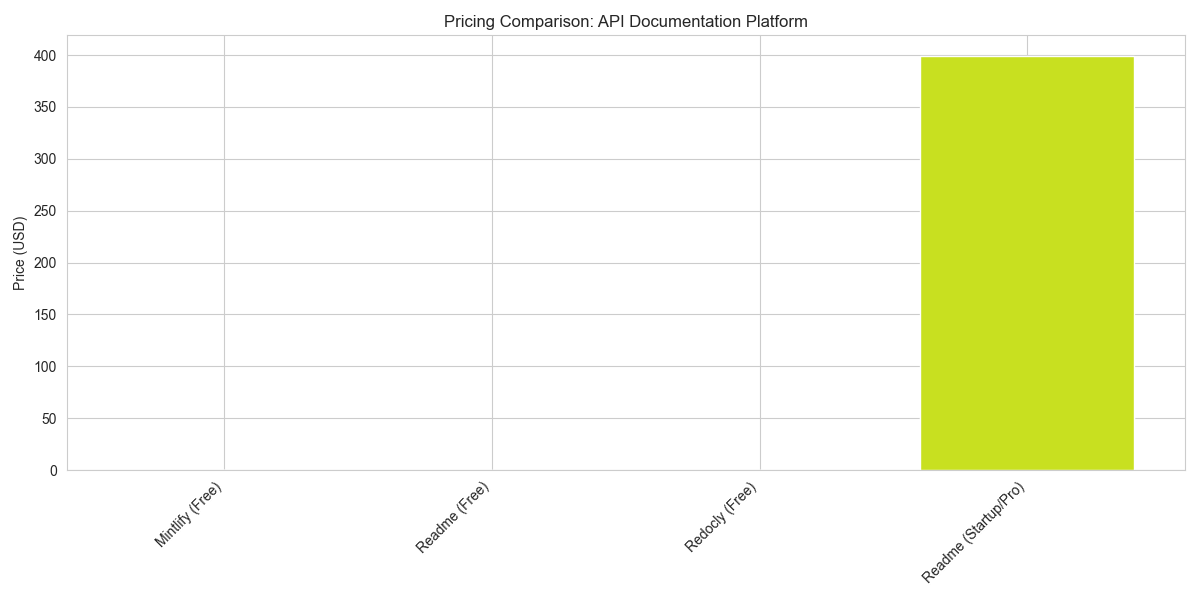 Pricing Comparison: API Documentation Platform
Price (USD)
400
350
300
250
200
150
100
50
0
Mintlify (Free)
Readme (Free)
Redocly (Free)
Readme (Startup/Pro)